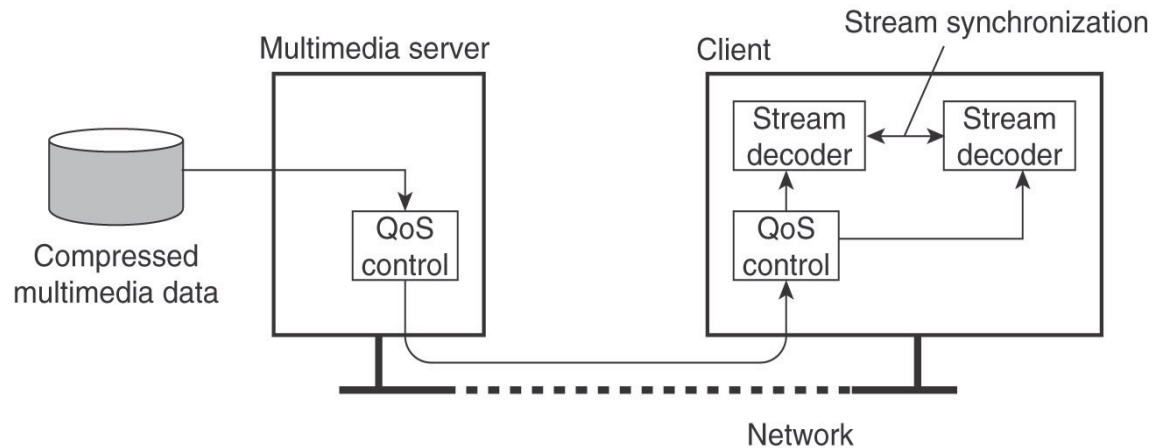 Stream synchronization
Multimedia server
Client
Stream
decoder
Stream
decoder
QoS
control
QoS
control
Compressed
multimedia data
Network